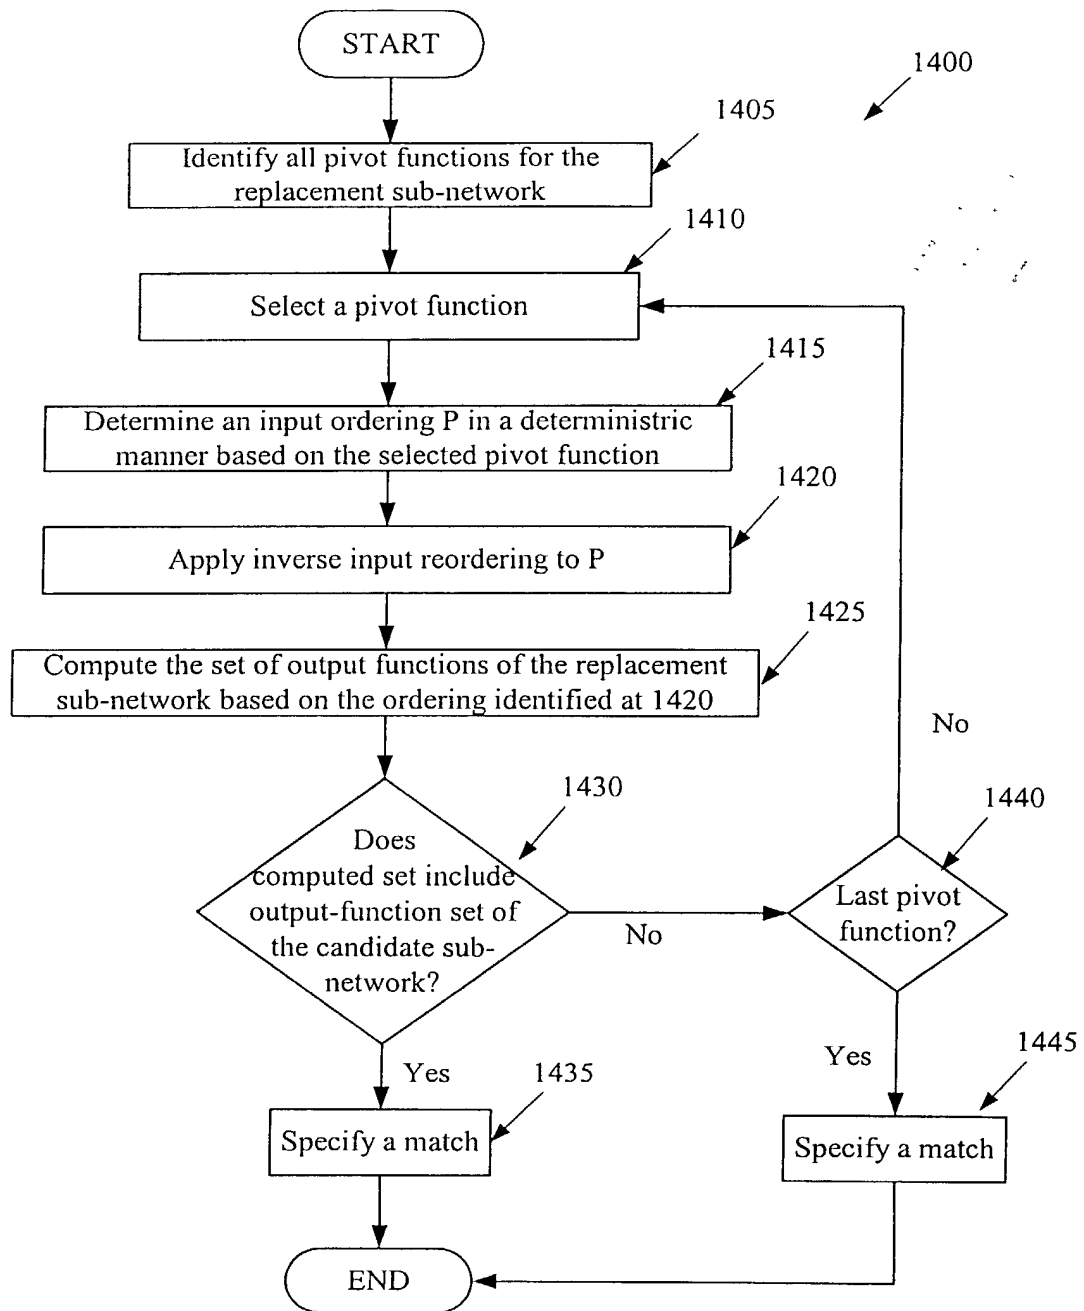 START
1400
1405
Identify all pivot functions for the
replacement sub-network
1410
Select a pivot function
1415
Determine an input ordering P in a deterministric
manner based on the selected pivot function
1420
Apply inverse input reordering to P
1425
Compute the set of output functions of the replacement
sub-network based on the ordering identified at 1420
No
1430
Does
computed set include
output-function set of
the candidate sub-
network?
No
1440
Last pivot
function?
Yes
1435
Specify a match
Yes
1445
Specify a match
END